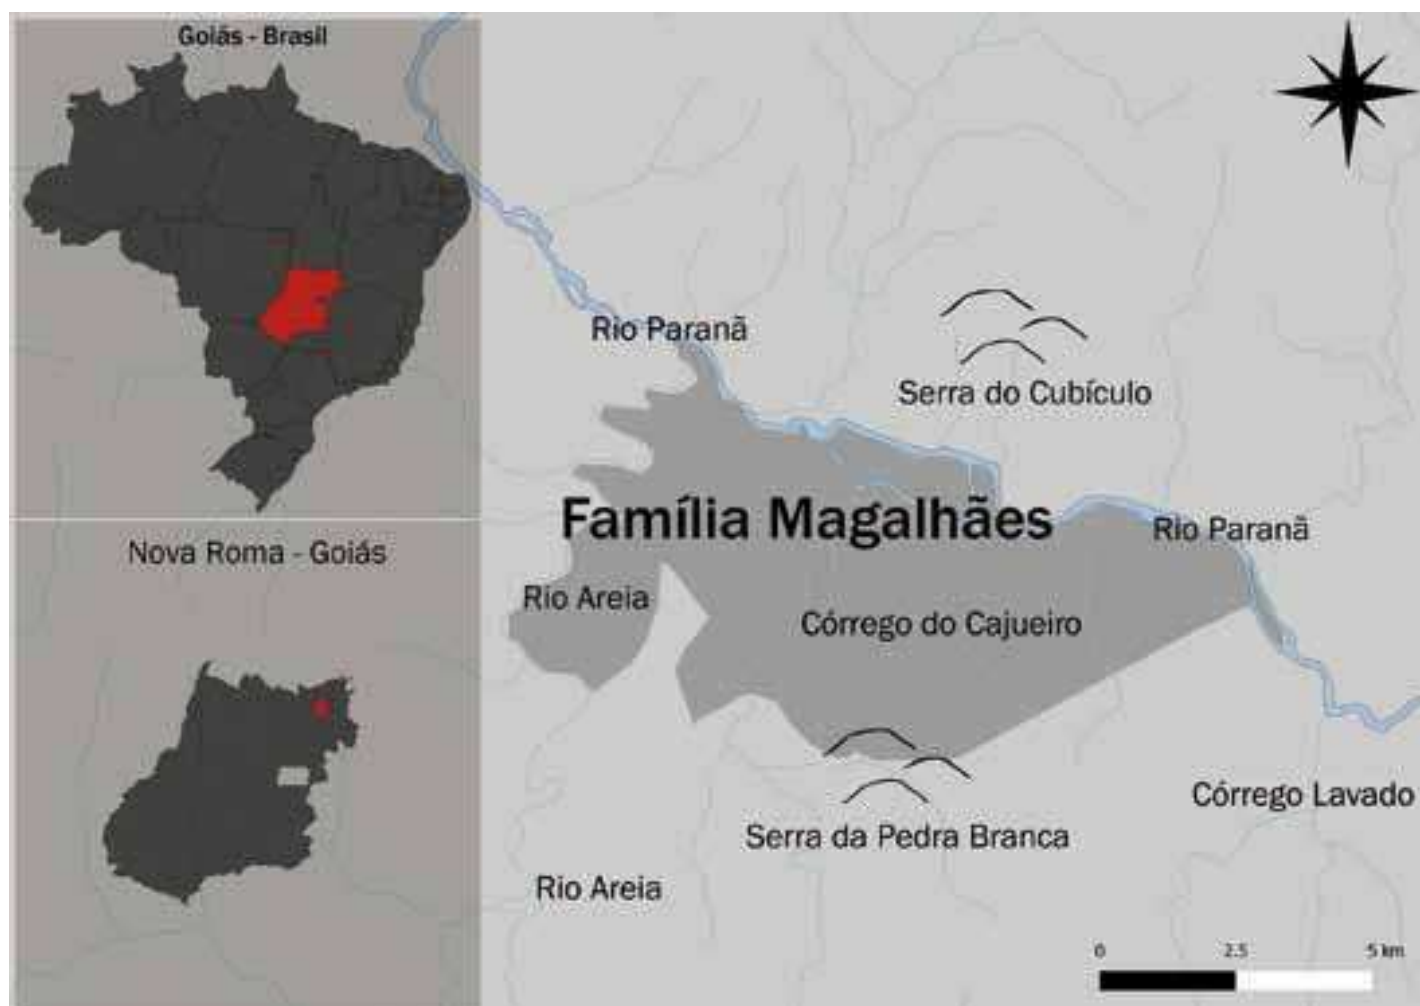 Goiás - Brasil
Nova Roma - Goiás
Rio Paranã
Serra do Cubículo
Família Magalhães
Rio Paranã
Rio Areia
Córrego do Cajueiro
Córrego Lavado
Serra da Pedra Branca
Rio Areia
0 2.5 5 km